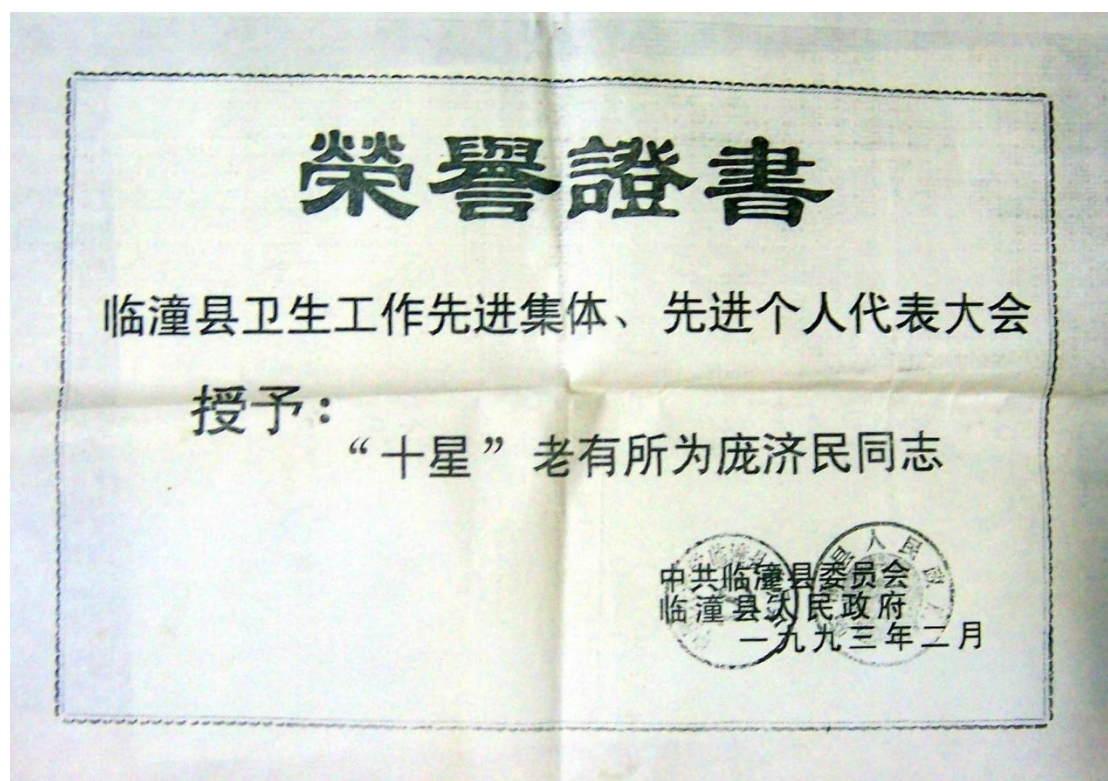 榮譽證書
临潼县卫生工作先进集体、先进个人代表大会
授予：
“十星”老有所为庞济民同志
中共临潼县委员会
临潼县人民政府
一九九三年二月